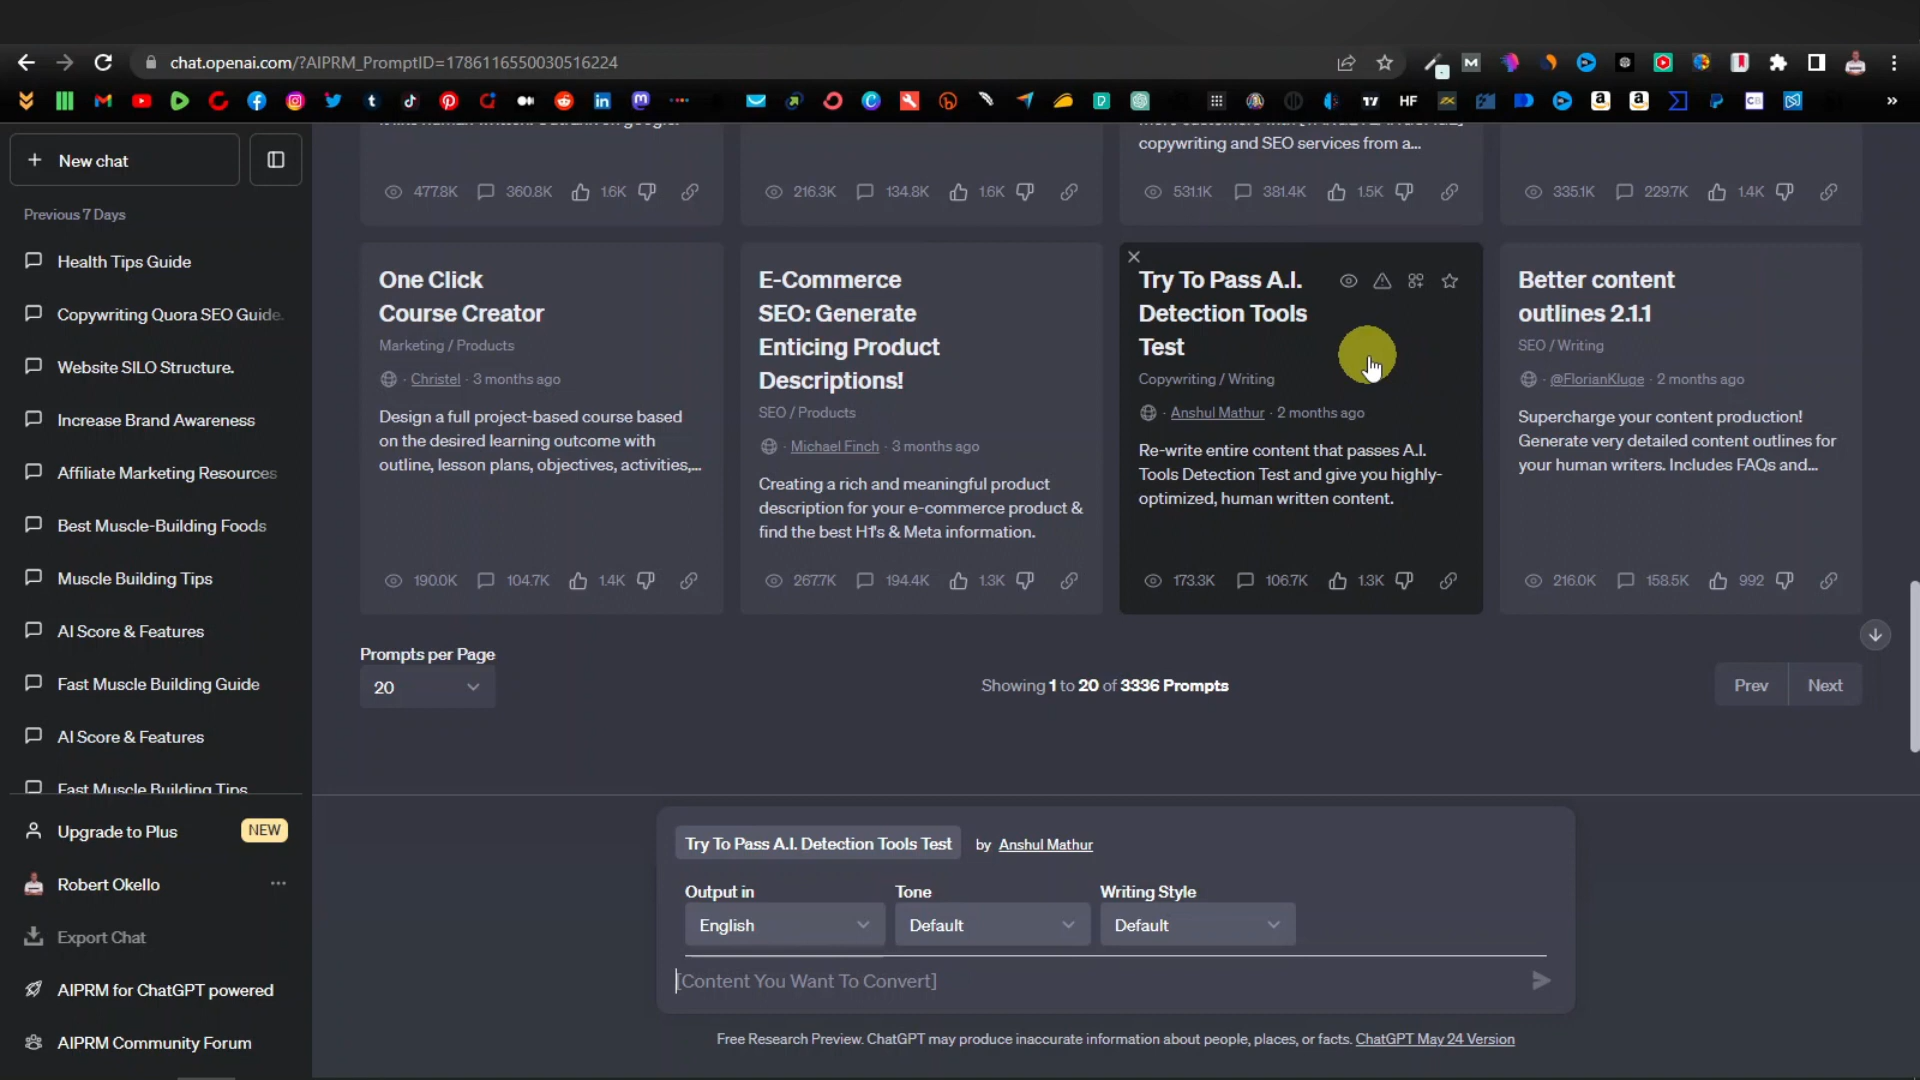 chat.openai.com/?AIPRM_PromptID=1786116550030516224
New chat
Previous 7 Days
Health Tips Guide
Copywriting Quora SEO Guide.
Website SILO Structure.
Increase Brand Awareness
Affiliate Marketing Resources
Best Muscle-Building Foods
Muscle Building Tips
AI Score & Features
Fast Muscle Building Guide
AI Score & Features
Fast Muscle Building Tips
Upgrade to Plus NEW
Robert Okello
Export Chat
AIPRM for ChatGPT powered
AIPRM Community Forum
copywriting and SEO services from a...
477.8K 360.8K 1.6K
216.3K 134.8K 1.6K
531.1K 381.4K 1.5K
335.1K 229.7K 1.4K
One Click
Course Creator
Marketing / Products
· Christel · 3 months ago
Design a full project-based course based
on the desired learning outcome with
outline, lesson plans, objectives, activities,...
190.0K 104.7K 1.4K
E-Commerce
SEO: Generate
Enticing Product
Descriptions!
SEO / Products
· Michael Finch · 3 months ago
Creating a rich and meaningful product
description for your e-commerce product &
find the best H1's & Meta information.
267.7K 194.4K 1.3K
Try To Pass A.I.
Detection Tools
Test
Copywriting / Writing
· Anshul Mathur · 2 months ago
Re-write entire content that passes A.I.
Tools Detection Test and give you highly-
optimized, human written content.
173.3K 106.7K 1.3K
Better content
outlines 2.1.1
SEO / Writing
· @FlorianKluge · 2 months ago
Supercharge your content production!
Generate very detailed content outlines for
your human writers. Includes FAQs and...
216.0K 158.5K 992
Prompts per Page
20
Showing 1 to 20 of 3336 Prompts
Prev Next
Try To Pass A.I. Detection Tools Test by Anshul Mathur
Output in Tone Writing Style
English Default Default
[Content You Want To Convert]
Free Research Preview. ChatGPT may produce inaccurate information about people, places, or facts. ChatGPT May 24 Version